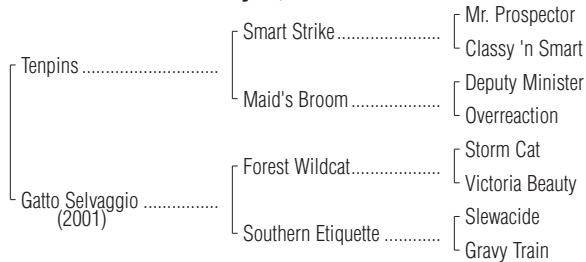 Mr. Prospector
Smart Strike....................
Classy 'n Smart
Tenpins .............................
Deputy Minister
Maid's Broom ..................
Overreaction
Storm Cat
Forest Wildcat.................
Victoria Beauty
Gatto Selvaggio ................
(2001)
Slewacide
Southern Etiquette ............
Gravy Train